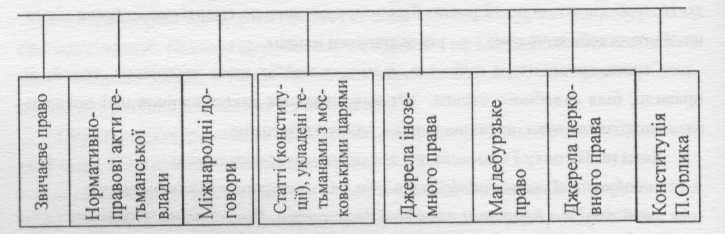 Звичаєве право
Нормативно-
правові акти ге-
тьманської
влади
Міжнародні до-
говори
Статті (конститу-
ції), укладені ге-
тьманами з мос-
ковськими царями
Джерела інозе-
много права
Магдебурзьке
право
Джерела церко-
вного права
Конституція
П.Орлика